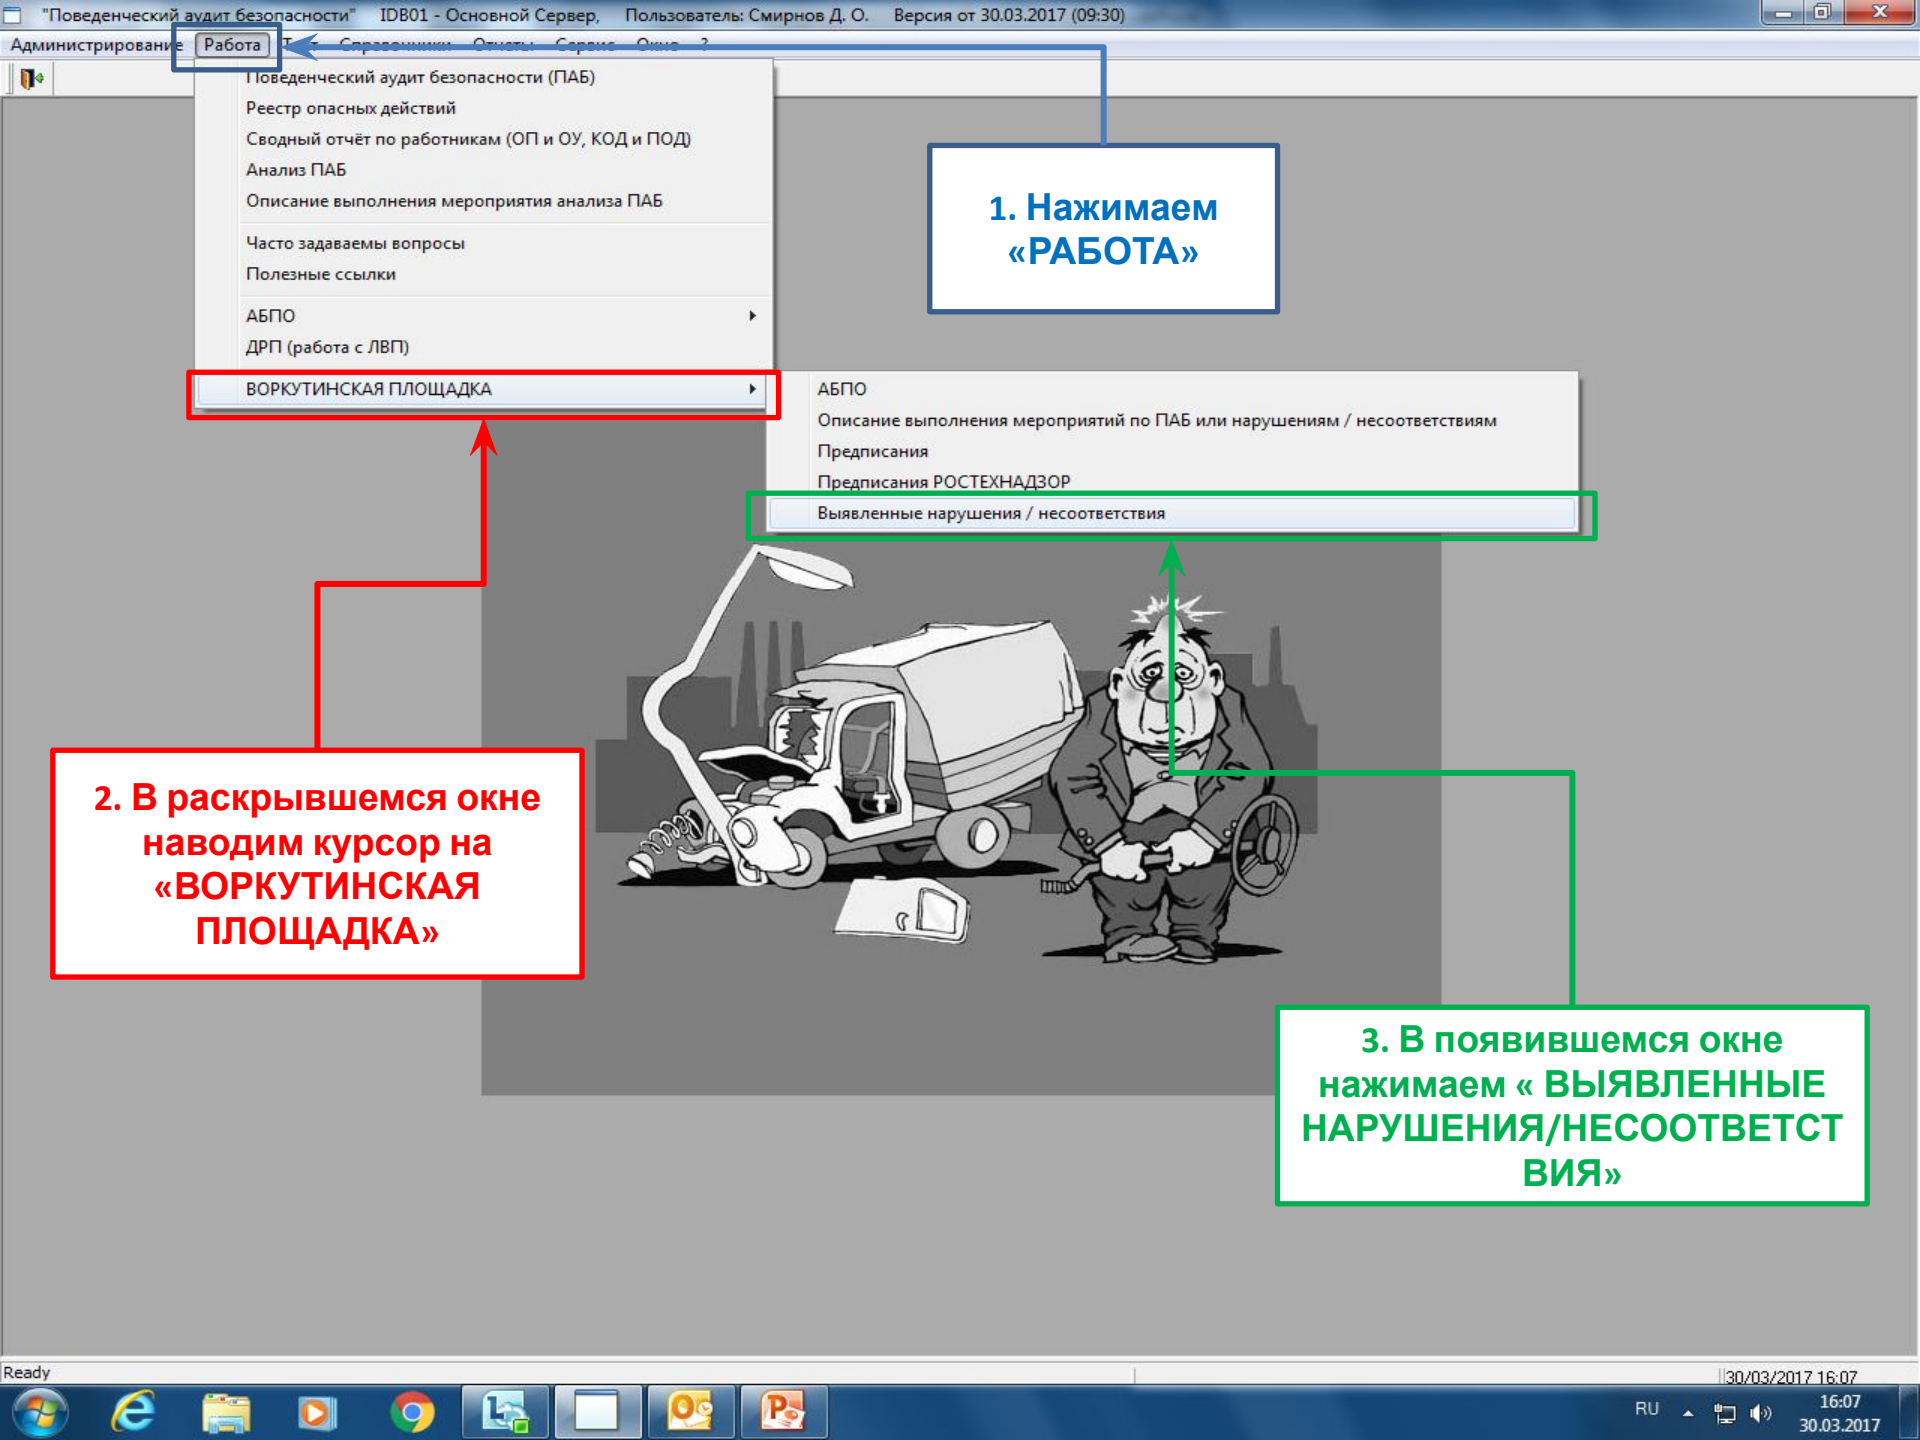 "Поведенческий аудит безопасности" IDB01 - Основной Сервер, Пользователь: Смирнов Д. О. Версия от 30.03.2017 (09:30)
Администрирование Работа Справочники Отчеты Сервис Окно ?
Поведенческий аудит безопасности (ПАБ)
Реестр опасных действий
Сводный отчёт по работникам (ОП и ОУ, КОД и ПОД)
Анализ ПАБ
Описание выполнения мероприятия анализа ПАБ
Часто задаваемы вопросы
Полезные ссылки
АБПО
ДРП (работа с ЛВП)
ВОРКУТИНСКАЯ ПЛОЩАДКА
АБПО
Описание выполнения мероприятий по ПАБ или нарушениям / несоответствиям
Предписания
Предписания РОСТЕХНАДЗОР
Выявленные нарушения / несоответствия
1. Нажимаем
«РАБОТА»
2. В раскрывшемся окне
наводим курсор на
«ВОРКУТИНСКАЯ
ПЛОЩАДКА»
3. В появившемся окне
нажимаем « ВЫЯВЛЕННЫЕ
НАРУШЕНИЯ/НЕСООТВЕТСТ
ВИЯ»
Ready
30/03/2017 16:07
RU
16:07
30.03.2017